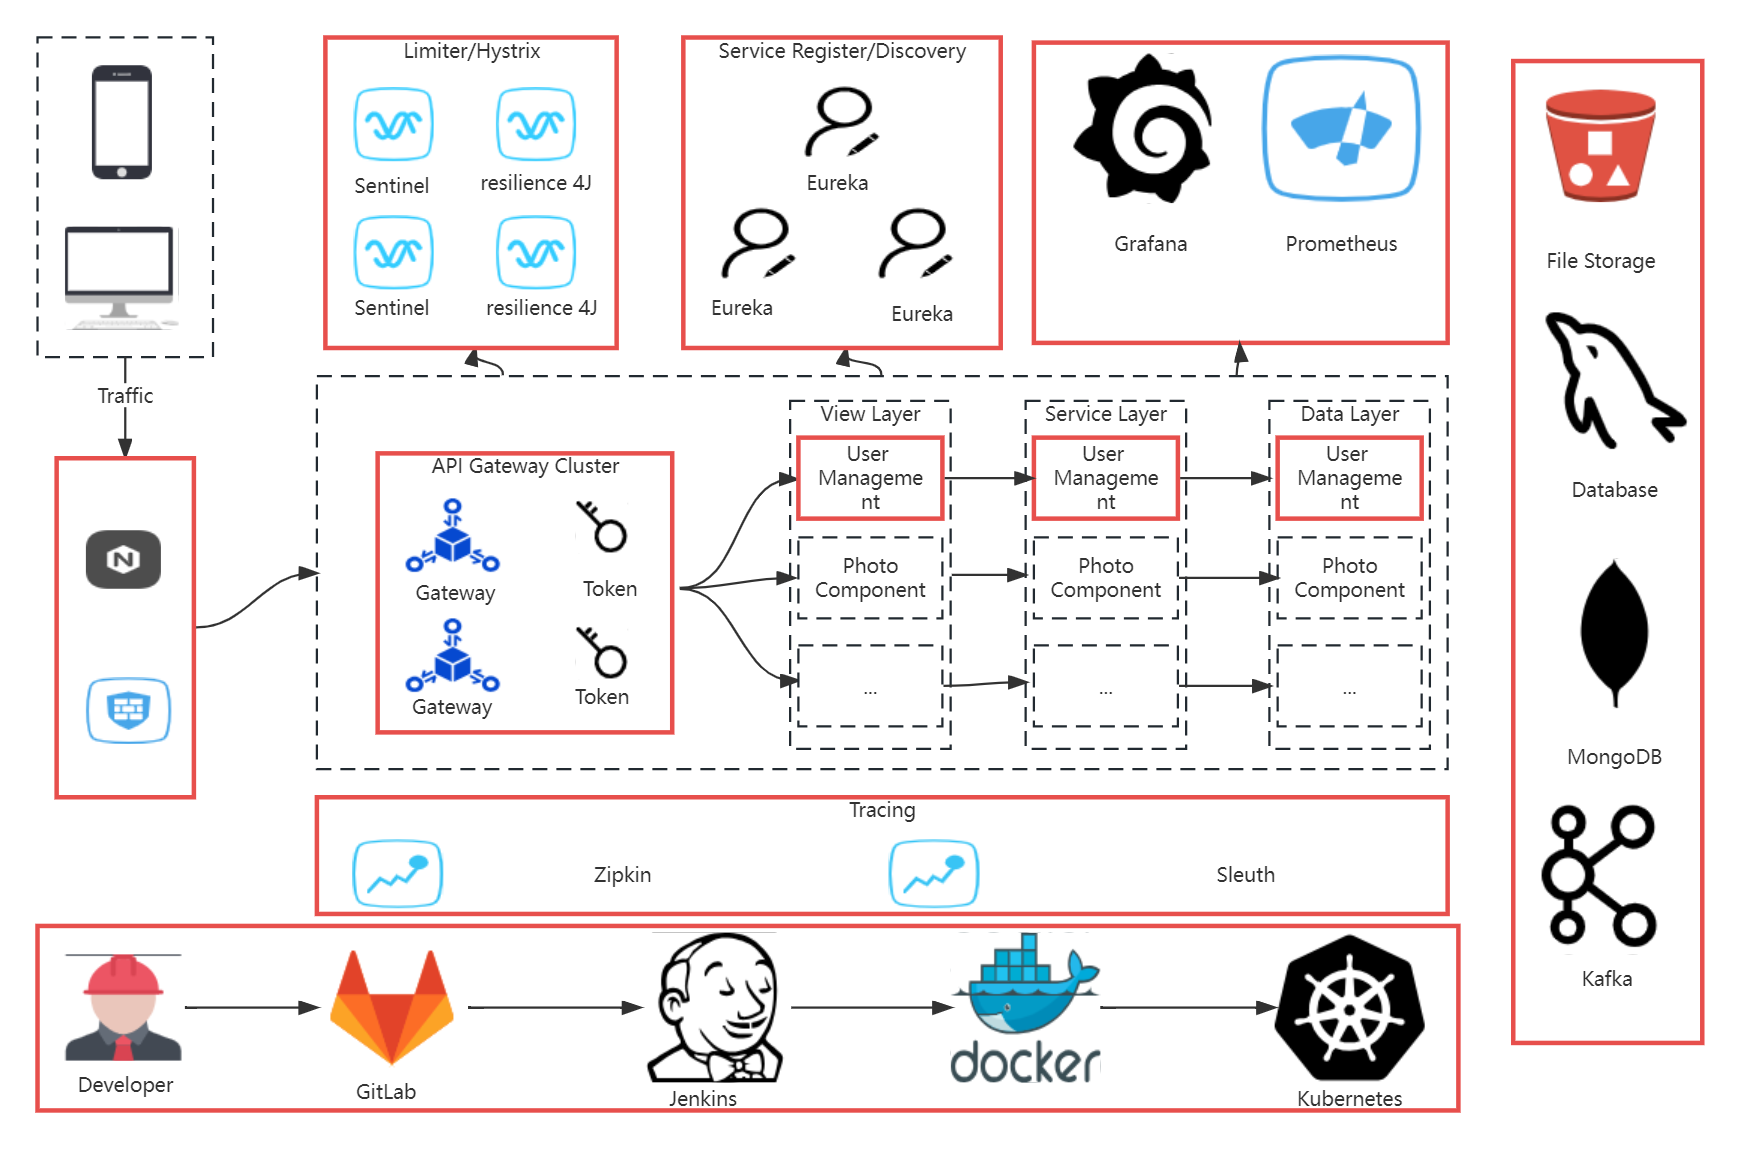 Limiter/Hystrix
Sentinel
resilience 4J
Sentinel
resilience 4J
Service Register/Discovery
Eureka
Eureka
Eureka
Grafana
Prometheus
File Storage
Database
MongoDB
Kafka
Traffic
N
API Gateway Cluster
Gateway
Token
Gateway
Token
View Layer
User
Manageme
nt
Photo
Component
...
Service Layer
User
Manageme
nt
Photo
Component
...
Data Layer
User
Manageme
nt
Photo
Component
...
Tracing
Zipkin
Sleuth
Developer
GitLab
Jenkins
docker
Kubernetes